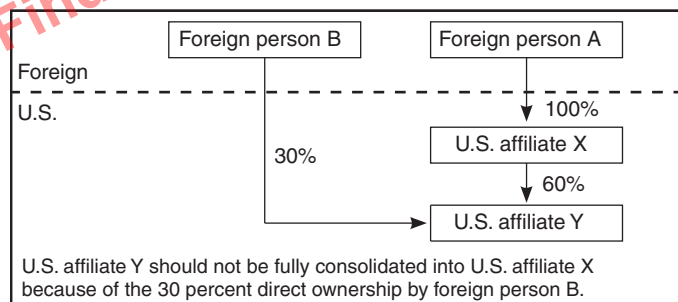 Foreign person B
Foreign person A
Foreign
U.S.
100%
U.S. affiliate X
30%
60%
U.S. affiliate Y
U.S. affiliate Y should not be fully consolidated into U.S. affiliate X
because of the 30 percent direct ownership by foreign person B.